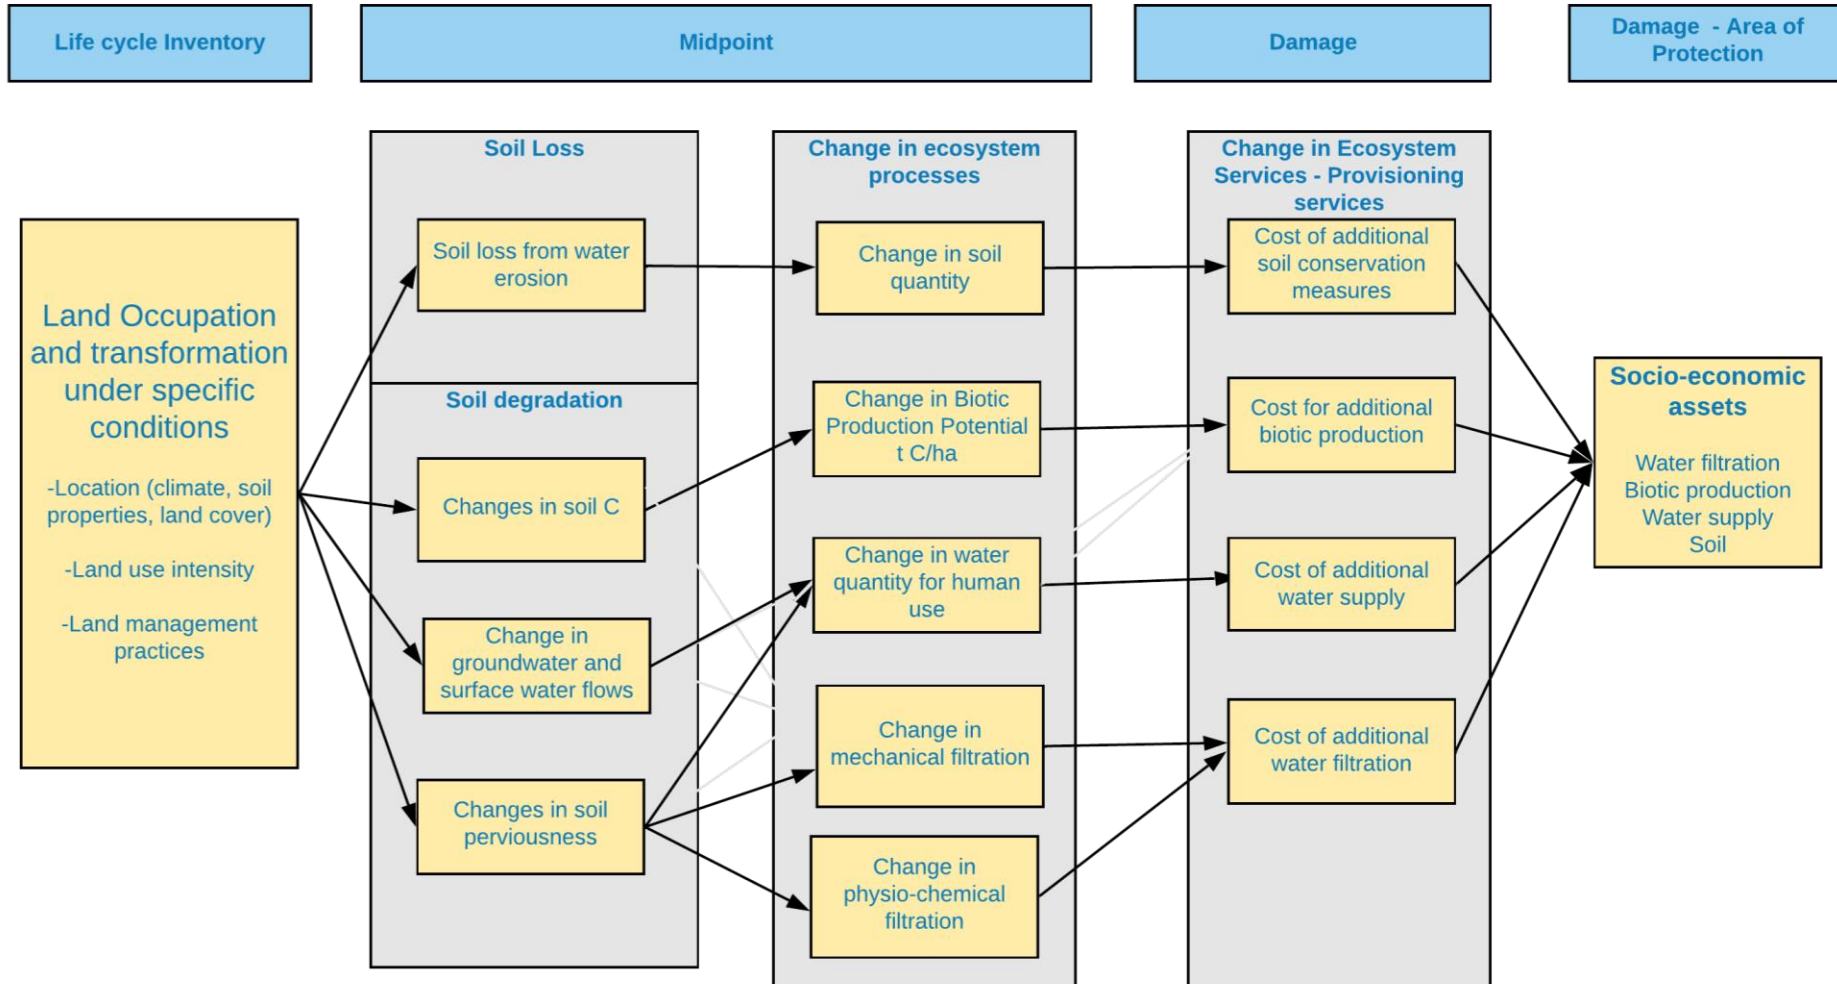 Life cycle Inventory
Midpoint
Damage
Damage  - Area of
Protection
Soil Loss
Change in ecosystem
processes
Change in Ecosystem
Services - Provisioning
services
Land Occupation
and transformation
under specific
conditions
-Location (climate, soil
properties, land cover)
-Land use intensity
-Land management
practices
Soil loss from water
erosion
Soil degradation
Changes in soil C
Change in
groundwater and
surface water flows
Changes in soil
perviousness
Change in soil
quantity
Change in Biotic
Production Potential
t C/ha
Change in water
quantity for human
use
Change in
mechanical filtration
Change in
physio-chemical
filtration
Cost of additional
soil conservation
measures
Cost for additional
biotic production
Cost of additional
water supply
Cost of additional
water filtration
Socio-economic
assets
Water filtration
Biotic production
Water supply
Soil